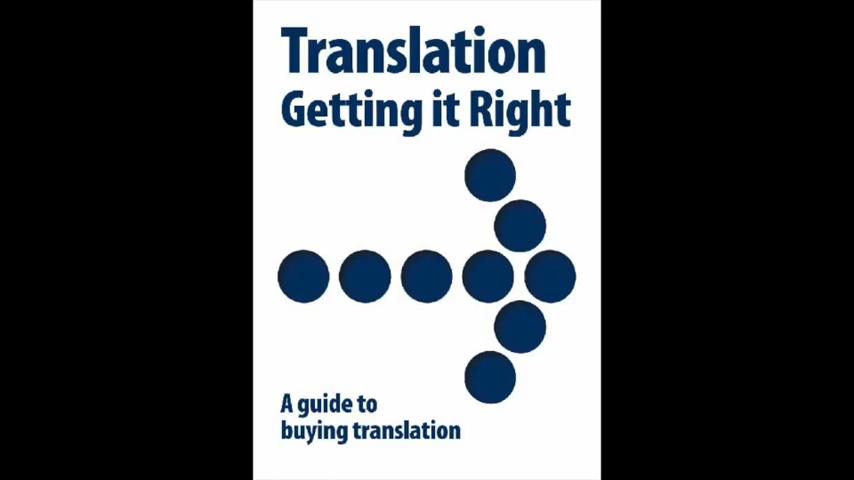 Translation
Getting it Right
A guide to
buying translation